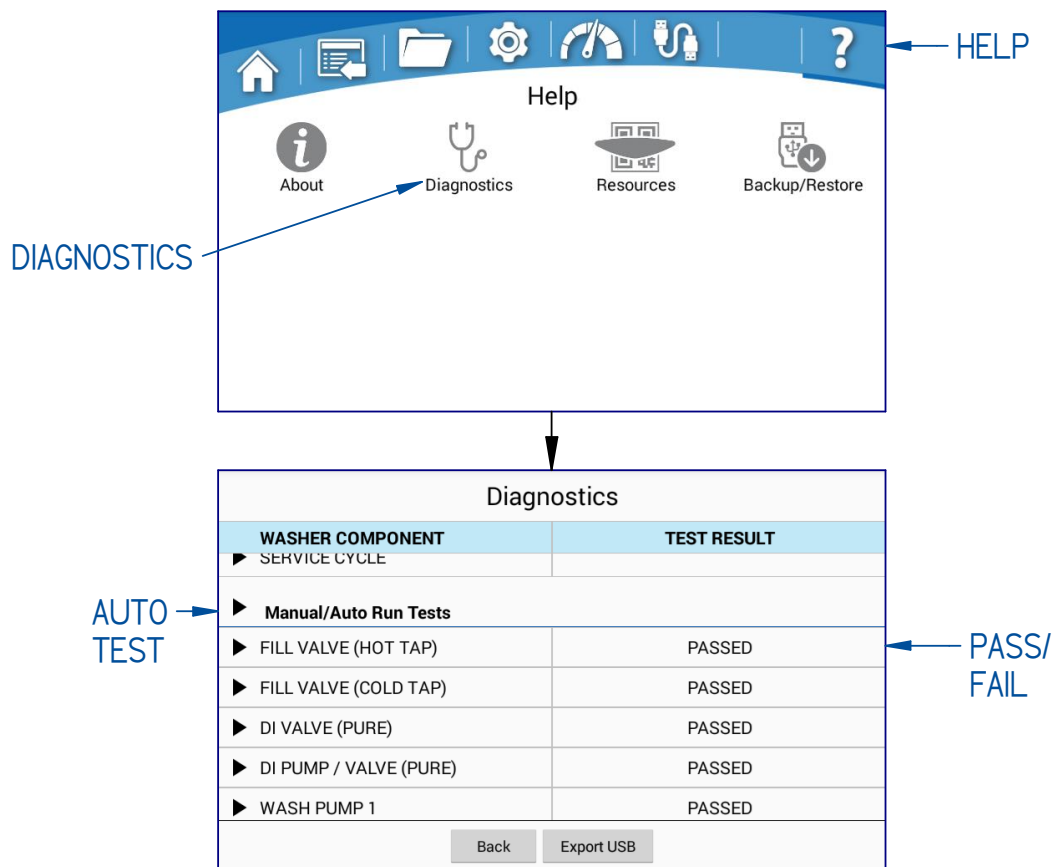 HELP
Help
About
Diagnostics
Resources
Backup/Restore
DIAGNOSTICS
Diagnostics
WASHER COMPONENT TEST RESULT
SERVICE CYCLE
Manual/Auto Run Tests
AUTO
TEST
FILL VALVE (HOT TAP) PASSED
PASS/
FAIL
FILL VALVE (COLD TAP) PASSED
DI VALVE (PURE) PASSED
DI PUMP / VALVE (PURE) PASSED
WASH PUMP 1 PASSED
Back Export USB